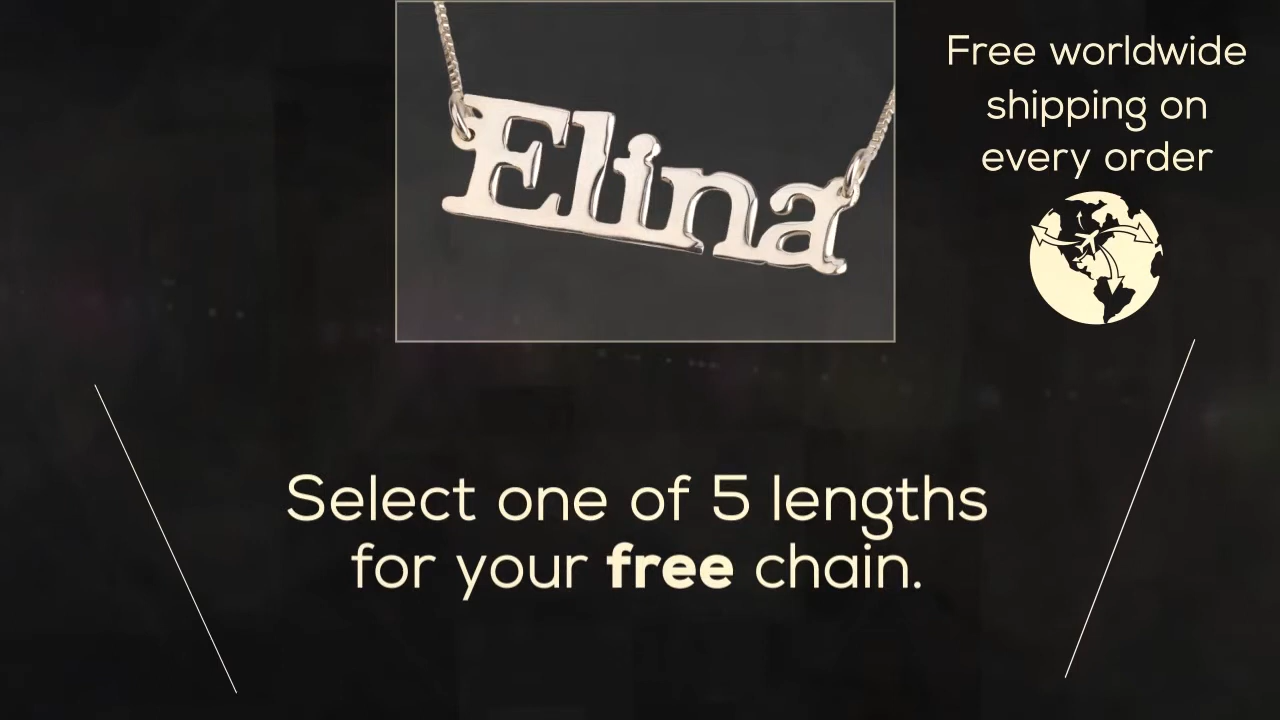 Elina
Free worldwide
shipping on
every order
Select one of 5 lengths
for your free chain.